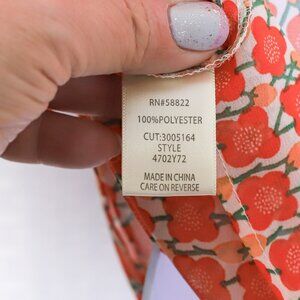 RN#58822
100%POLYESTER
CUT:3005164
STYLE
4702Y72
MADE IN CHINA
CARE ON REVERSE